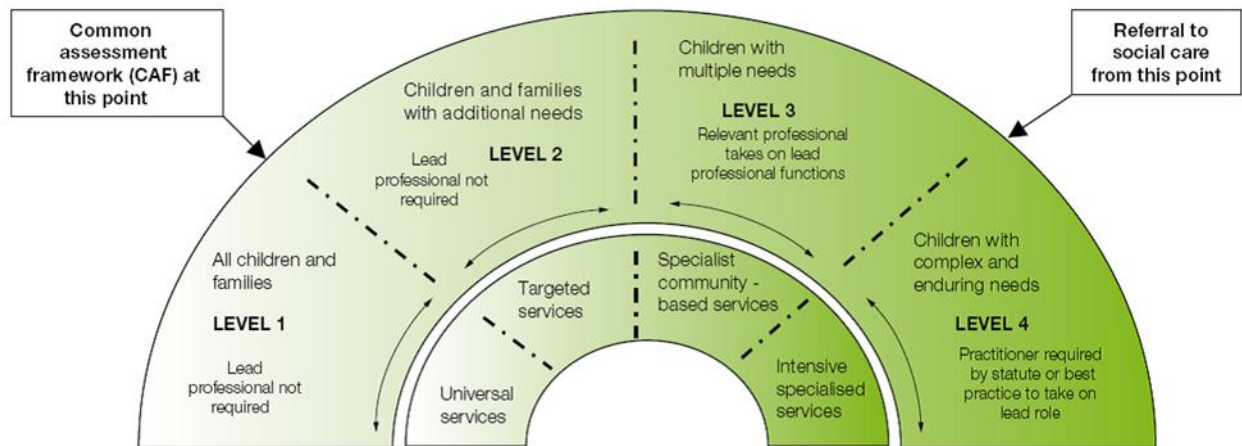 Common
assessment
framework (CAF) at
this point
Referral to
social care
from this point
All children and
families
LEVEL 1
Lead
professional not
required
Children and families
with additional needs
LEVEL 2
Lead
professional not
required
Children with
multiple needs
LEVEL 3
Relevant professional
takes on lead
professional functions
Children with
complex and
enduring needs
LEVEL 4
Practitioner required
by statute or best
practice to take on
lead role
Universal
services
Targeted
services
Specialist
community -
based services
Intensive
specialised
services